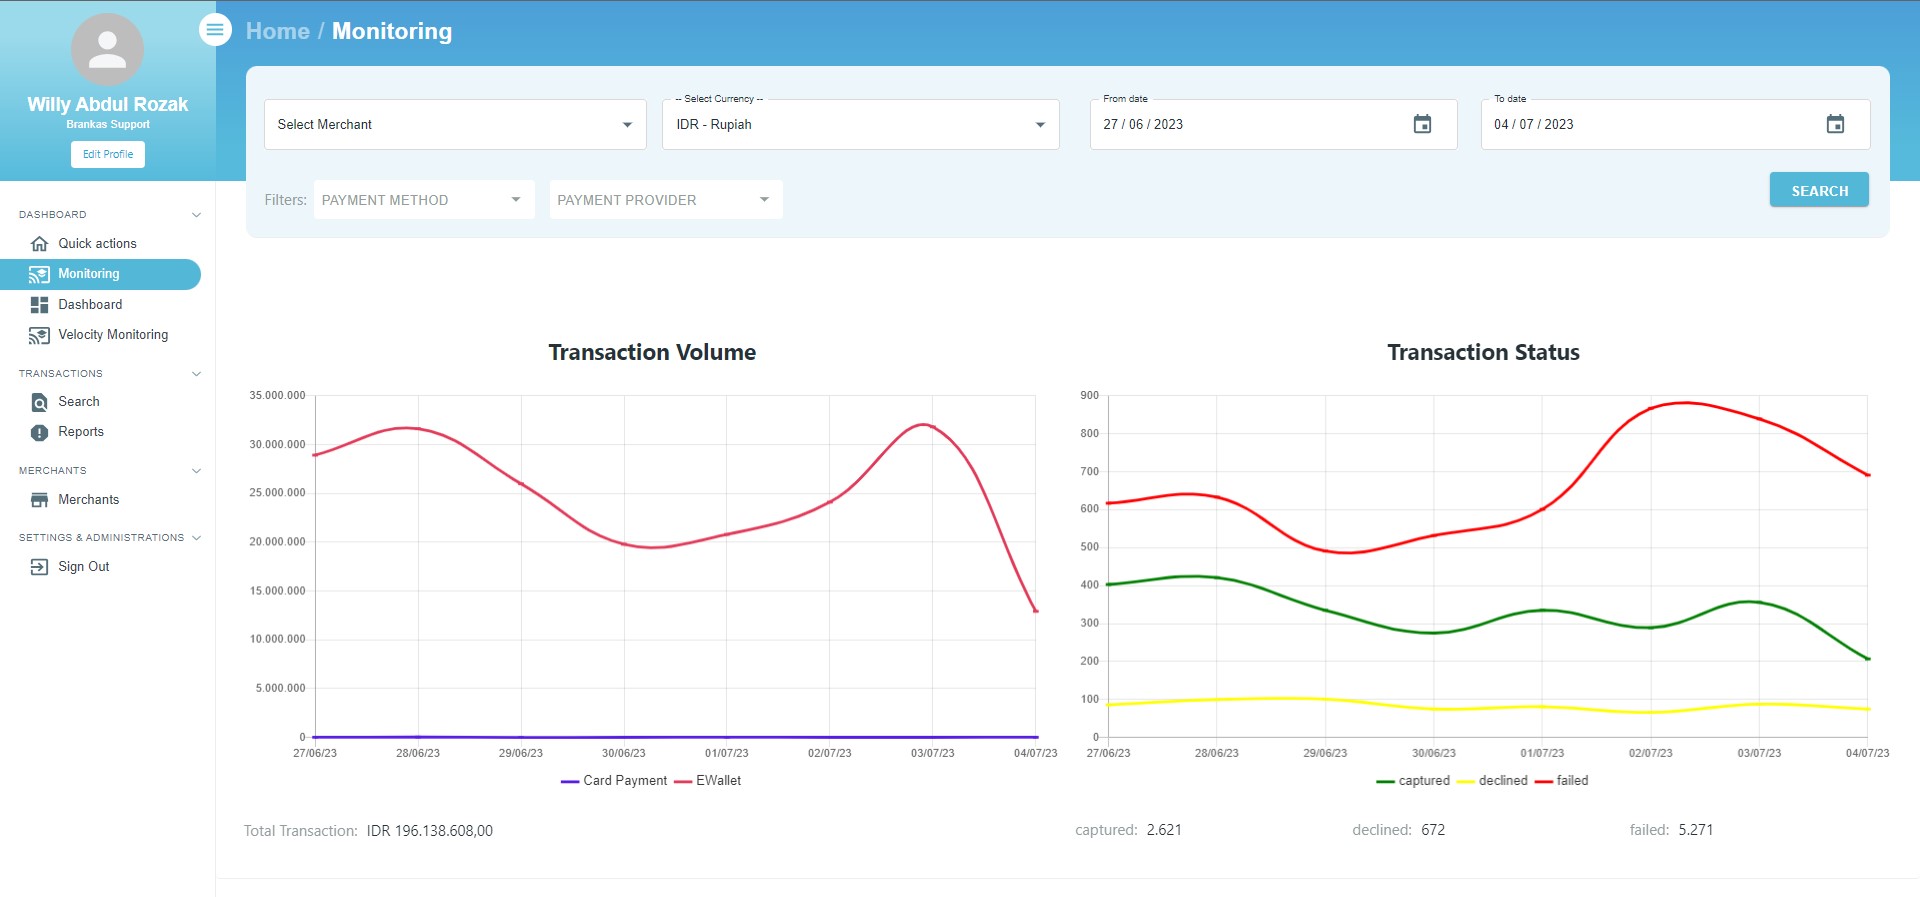 Home / Monitoring
Willy Abdul Rozak
Brankas Support
Edit Profile
DASHBOARD
Quick actions
Monitoring
Dashboard
Velocity Monitoring
TRANSACTIONS
Search
Reports
MERCHANTS
Merchants
SETTINGS & ADMINISTRATIONS
Sign Out
Select Merchant
-- Select Currency --
IDR - Rupiah
From date
27 / 06 / 2023
To date
04 / 07 / 2023
Filters: PAYMENT METHOD PAYMENT PROVIDER
SEARCH
Transaction Volume
35.000.000
30.000.000
25.000.000
20.000.000
15.000.000
10.000.000
5.000.000
0
27/06/23 28/06/23 29/06/23 30/06/23 01/07/23 02/07/23 03/07/23 04/07/23
Card Payment EWallet
Total Transaction: IDR 196.138.608,00
Transaction Status
900
800
700
600
500
400
300
200
100
0
27/06/23 28/06/23 29/06/23 30/06/23 01/07/23 02/07/23 03/07/23 04/07/23
captured declined failed
captured: 2.621 declined: 672 failed: 5.271